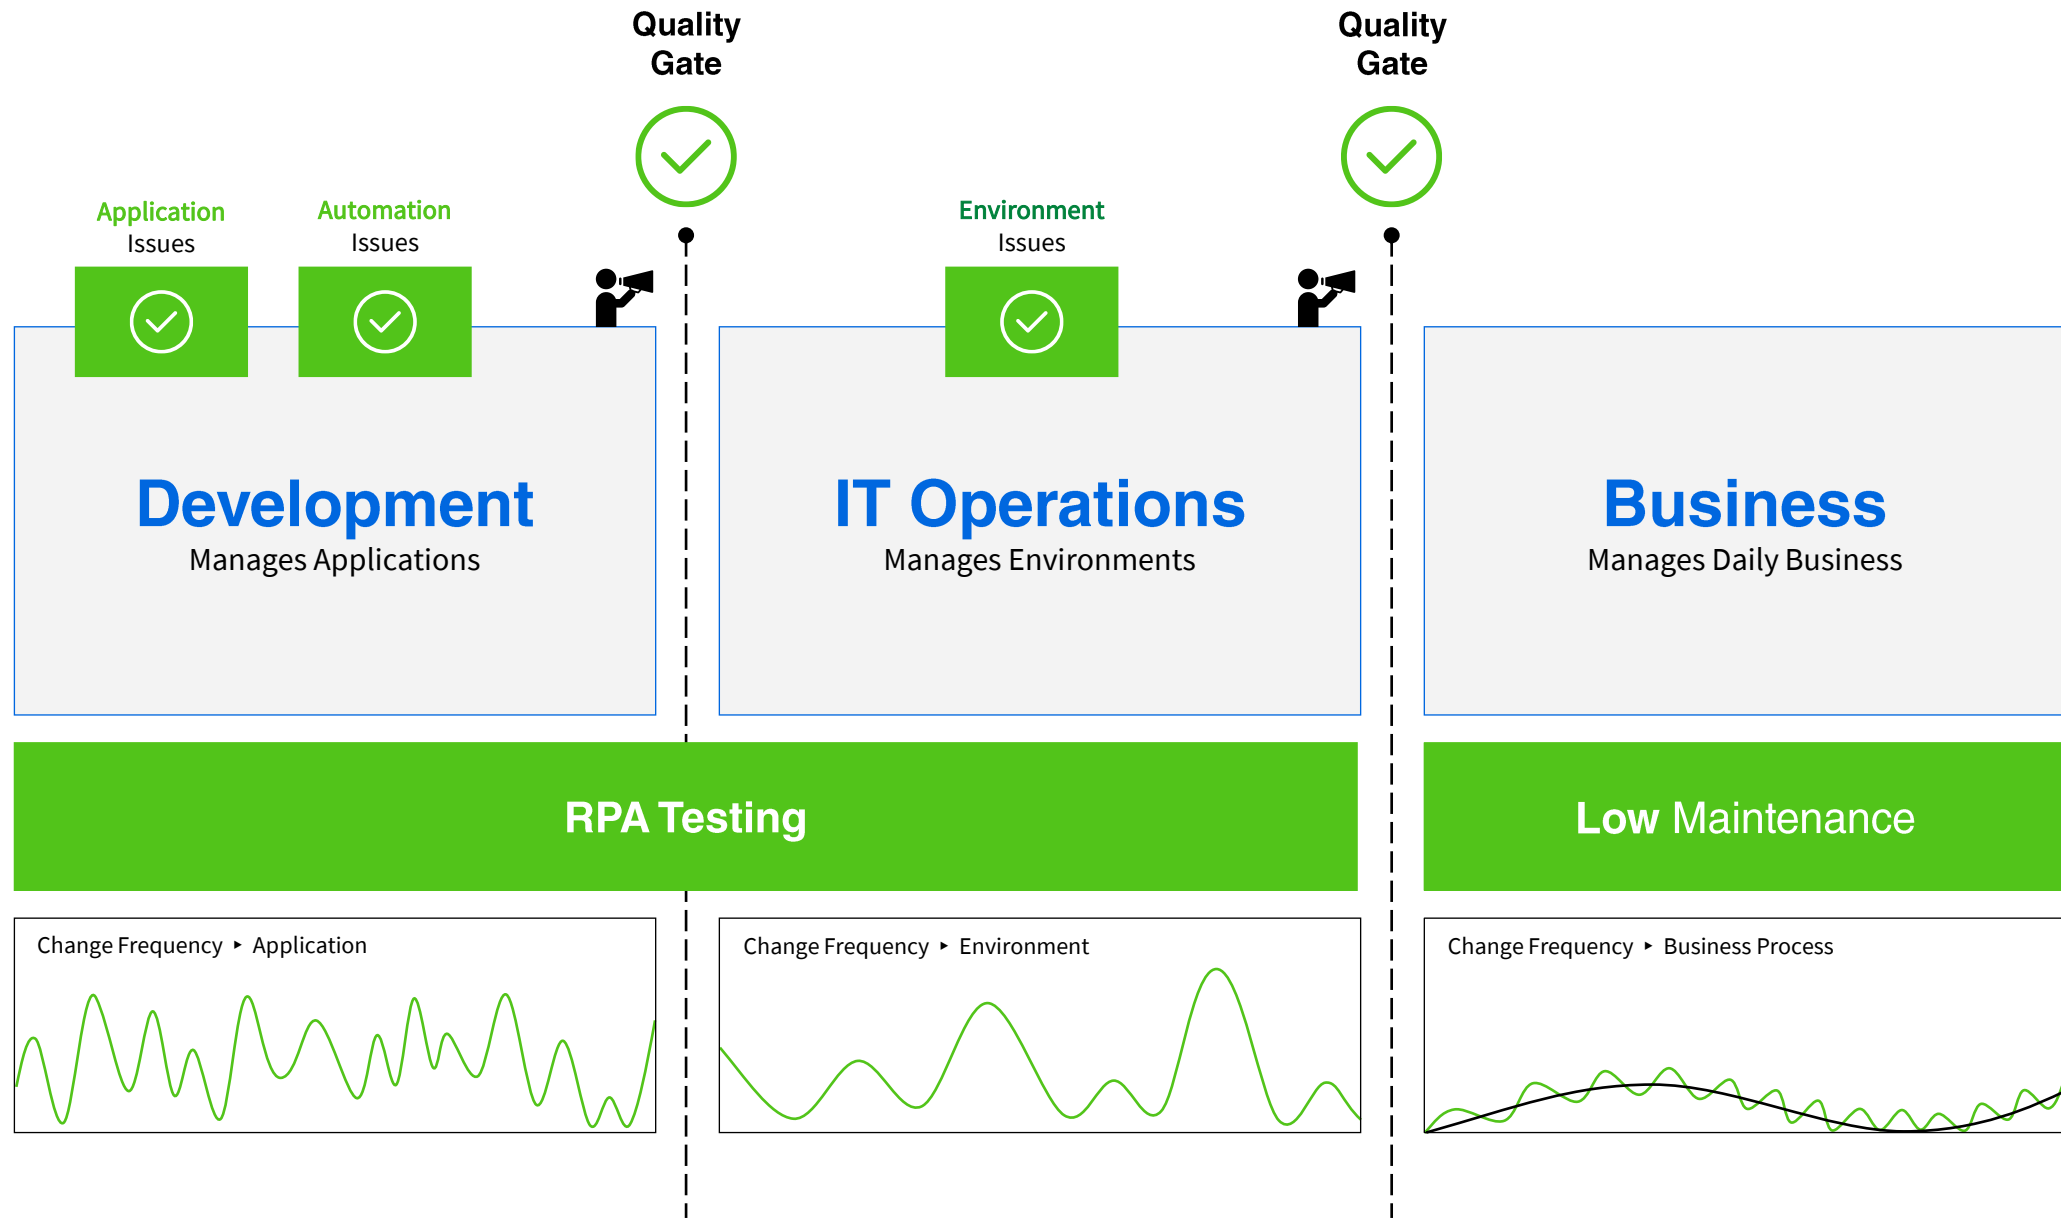 Quality
Gate
Quality
Gate
Application
Issues
Automation
Issues
Environment
Issues
Development
Manages Applications
IT Operations
Manages Environments
Business
Manages Daily Business
RPA Testing
Low Maintenance
Change Frequency ▸ Application
Change Frequency ▸ Environment
Change Frequency ▸ Business Process